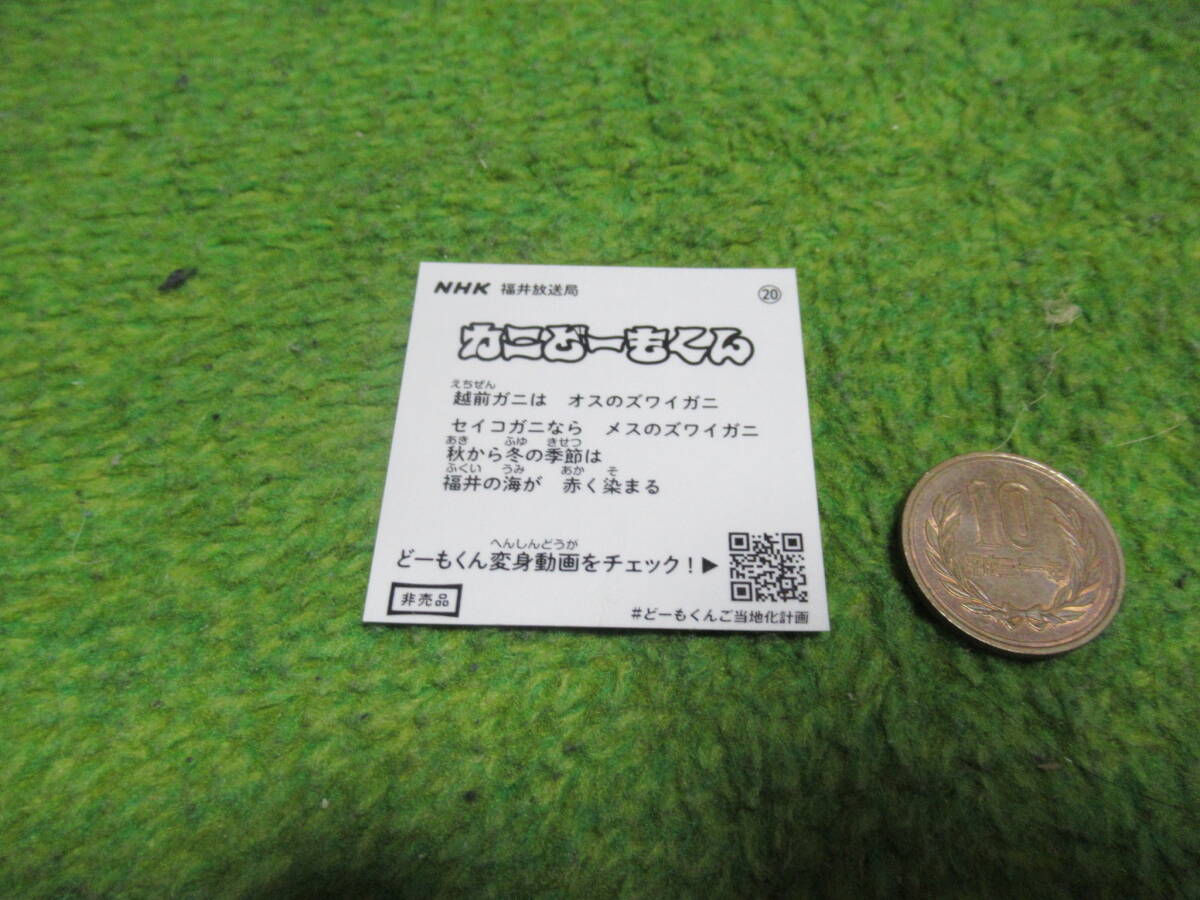 NHK 福井放送局 ⑳
カニどーもくん
えちぜん
越前ガニは オスのズワイガニ
セイコガニなら メスのズワイガニ
あき ふゆ きせつ
秋から冬の季節は
ふくい うみ あか そ
福井の海が 赤く染まる
へんしんどうが
どーもくん変身動画をチェック！▶
非売品
#どーもくんご当地化計画
10